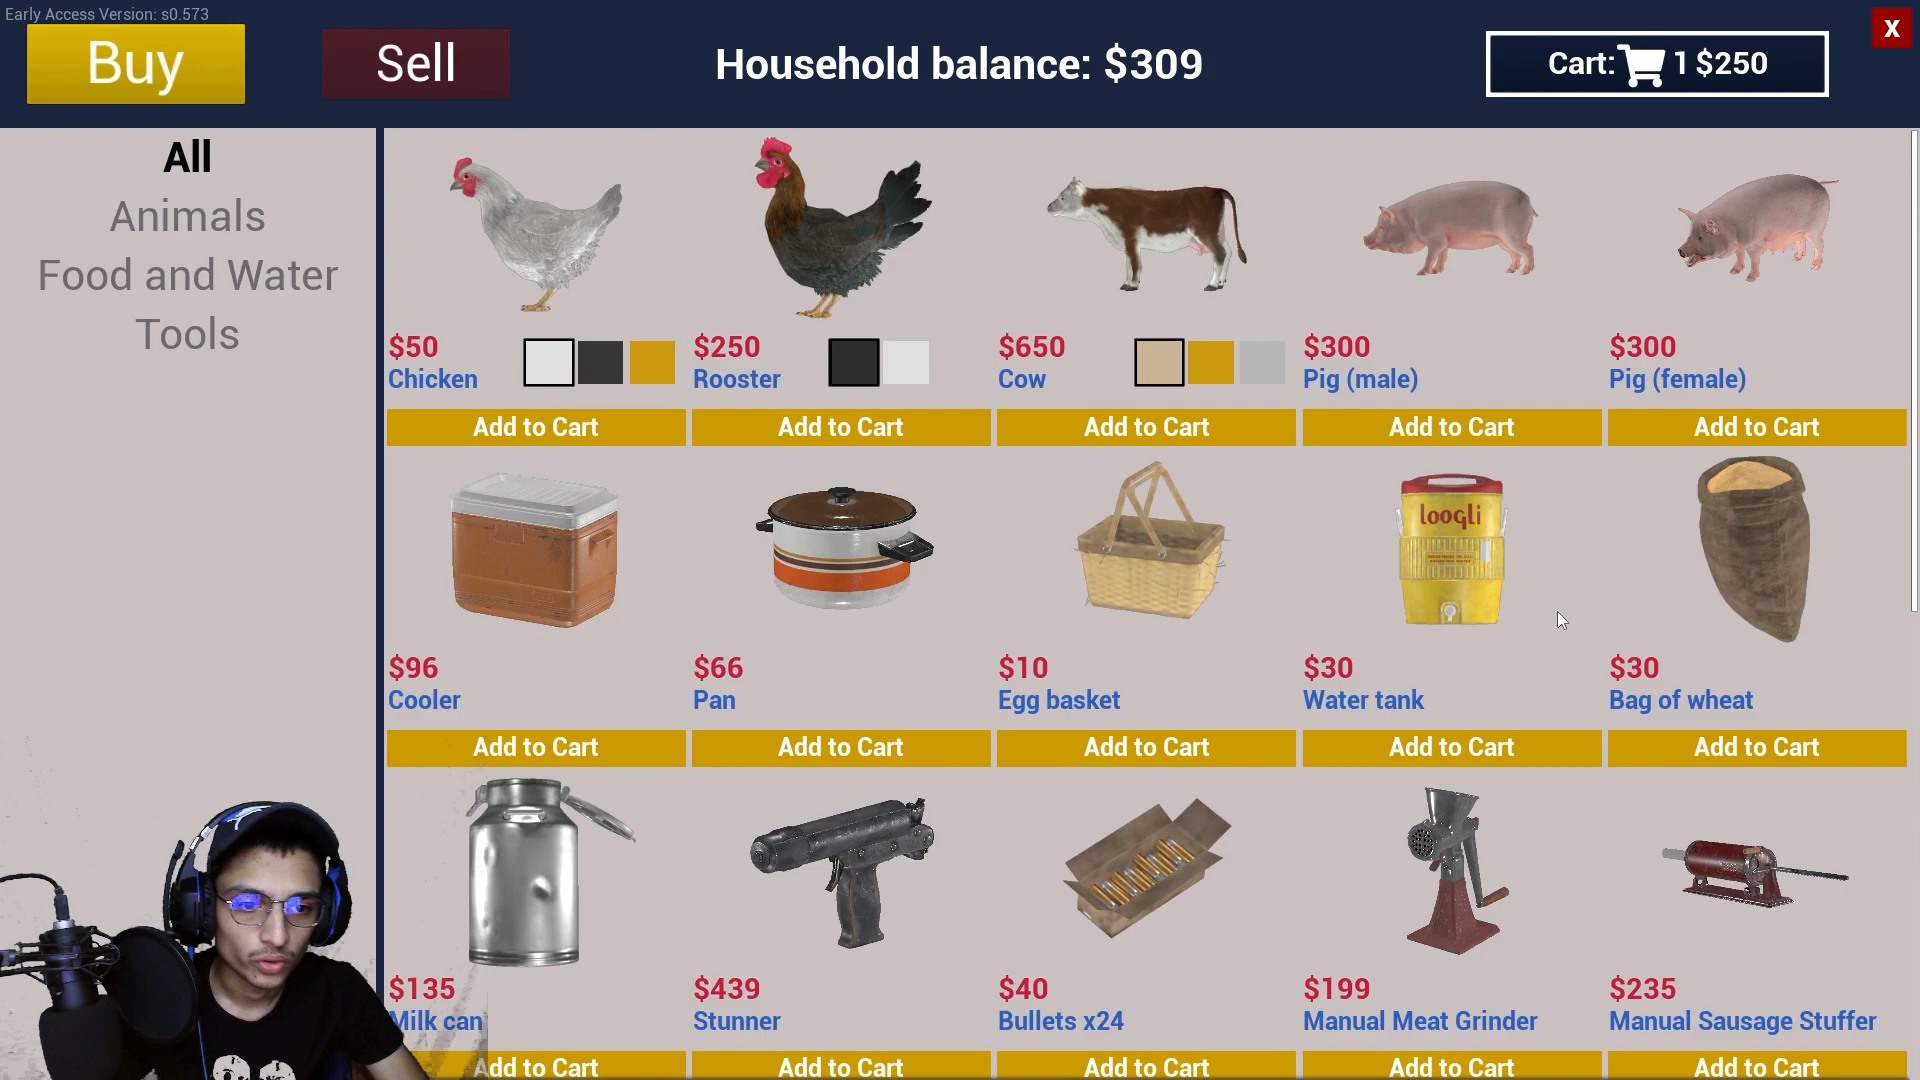 Early Access Version: s0.573
Buy
Sell
Household balance: $309
Cart: 1 $250
X
All
Animals
Food and Water
Tools
$50
Chicken
$250
Rooster
$650
Cow
$300
Pig (male)
$300
Pig (female)
Add to Cart
Add to Cart
Add to Cart
Add to Cart
Add to Cart
loogli
$96
Cooler
$66
Pan
$10
Egg basket
$30
Water tank
$30
Bag of wheat
Add to Cart
Add to Cart
Add to Cart
Add to Cart
Add to Cart
$135
Milk can
$439
Stunner
$40
Bullets x24
$199
Manual Meat Grinder
$235
Manual Sausage Stuffer
Add to Cart
Add to Cart
Add to Cart
Add to Cart
Add to Cart